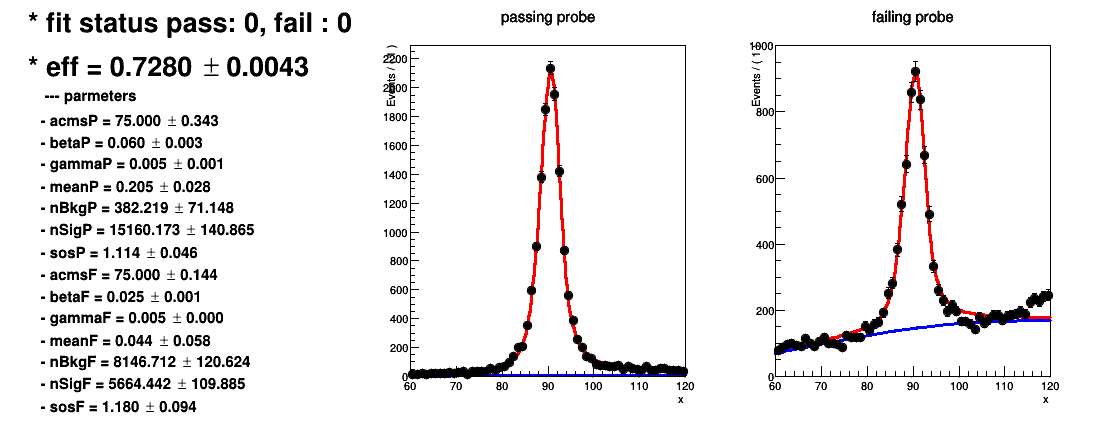 * fit status pass: 0, fail : 0
* eff = 0.7280 ± 0.0043
--- parmeters
- acmsP = 75.000 ± 0.343
- betaP = 0.060 ± 0.003
- gammaP = 0.005 ± 0.001
- meanP = 0.205 ± 0.028
- nBkgP = 382.219 ± 71.148
- nSigP = 15160.173 ± 140.865
- sosP = 1.114 ± 0.046
- acmsF = 75.000 ± 0.144
- betaF = 0.025 ± 0.001
- gammaF = 0.005 ± 0.000
- meanF = 0.044 ± 0.058
- nBkgF = 8146.712 ± 120.624
- nSigF = 5664.442 ± 109.885
- sosF = 1.180 ± 0.094
passing probe
Events / (
2200
2000
1800
1600
1400
1200
1000
800
600
400
200
0
60 70 80 90 100 110 120
x
failing probe
Events / ( 1
1000
800
600
400
200
0
60 70 80 90 100 110 120
x